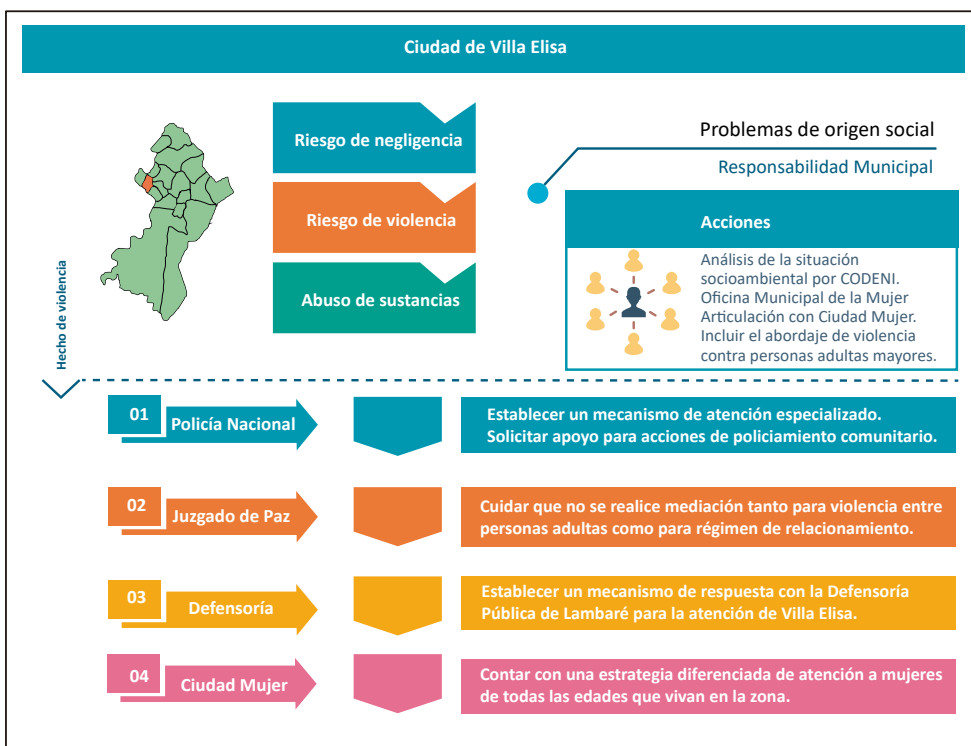 Ciudad de Villa Elisa
Riesgo de negligencia
Riesgo de violencia
Abuso de sustancias
Problemas de origen social
Responsabilidad Municipal
Acciones
Análisis de la situación
socioambiental por CODENI.
Oficina Municipal de la Mujer
Articulación con Ciudad Mujer.
Incluir el abordaje de violencia
contra personas adultas mayores.
Hecho de violencia
01
Policía Nacional
Establecer un mecanismo de atención especializado.
Solicitar apoyo para acciones de policiamiento comunitario.
02
Juzgado de Paz
Cuidar que no se realice mediación tanto para violencia entre
personas adultas como para régimen de relacionamiento.
03
Defensoría
Establecer un mecanismo de respuesta con la Defensoría
Pública de Lambaré para la atención de Villa Elisa.
04
Ciudad Mujer
Contar con una estrategia diferenciada de atención a mujeres
de todas las edades que vivan en la zona.